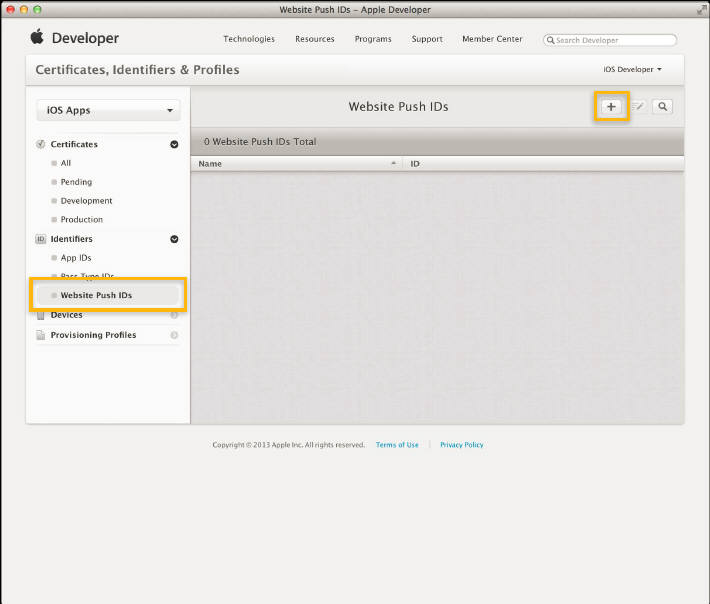 Website Push IDs – Apple Developer
Developer
Technologies
Resources
Programs
Support
Member Center
Search Developer
Certificates, Identifiers & Profiles
iOS Developer
iOS Apps
Website Push IDs
Certificates
0 Website Push IDs Total
All
Name
ID
Pending
Development
Production
ID Identifiers
App IDs
Pass Type IDs
Website Push IDs
Devices
Provisioning Profiles
Copyright © 2013 Apple Inc. All rights reserved. Terms of Use Privacy Policy